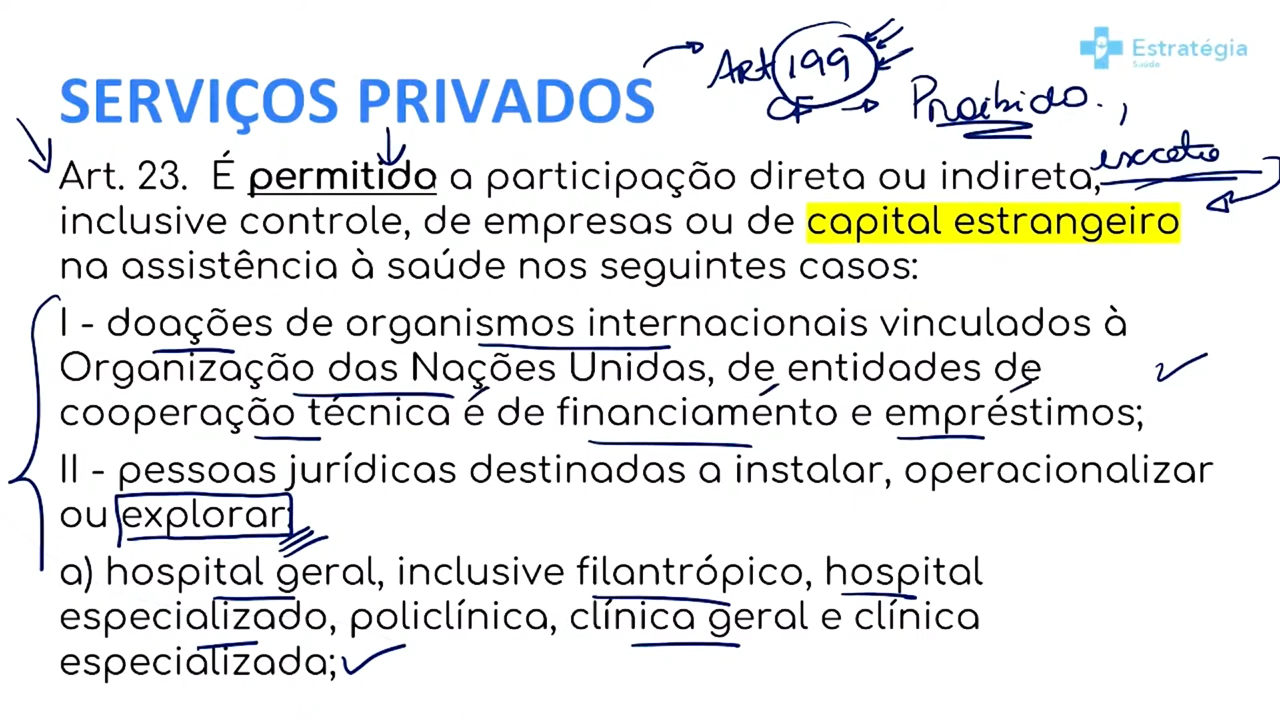 Art 199
Estratégia
Saúde
SERVIÇOS PRIVADOS
CF → Proibido.,
exceto
Art. 23. É permitida a participação direta ou indireta,
inclusive controle, de empresas ou de capital estrangeiro
na assistência à saúde nos seguintes casos:
I - doações de organismos internacionais vinculados à
Organização das Nações Unidas, de entidades de
cooperação técnica e de financiamento e empréstimos;
II - pessoas jurídicas destinadas a instalar, operacionalizar
ou explorar:
a) hospital geral, inclusive filantrópico, hospital
especializado, policlínica, clínica geral e clínica
especializada;